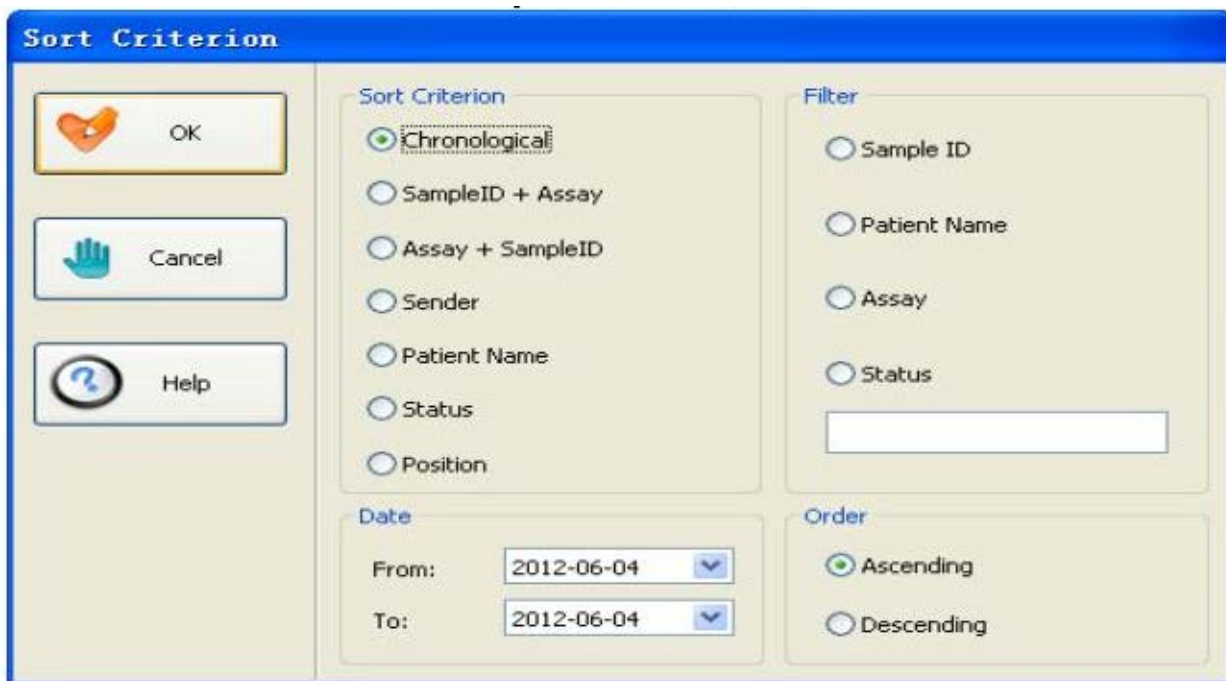 Sort Criterion
OK
Cancel
Help
Sort Criterion
Chronological
SampleID + Assay
Assay + SampleID
Sender
Patient Name
Status
Position
Filter
Sample ID
Patient Name
Assay
Status
Date
From: 2012-06-04
To: 2012-06-04
Order
Ascending
Descending